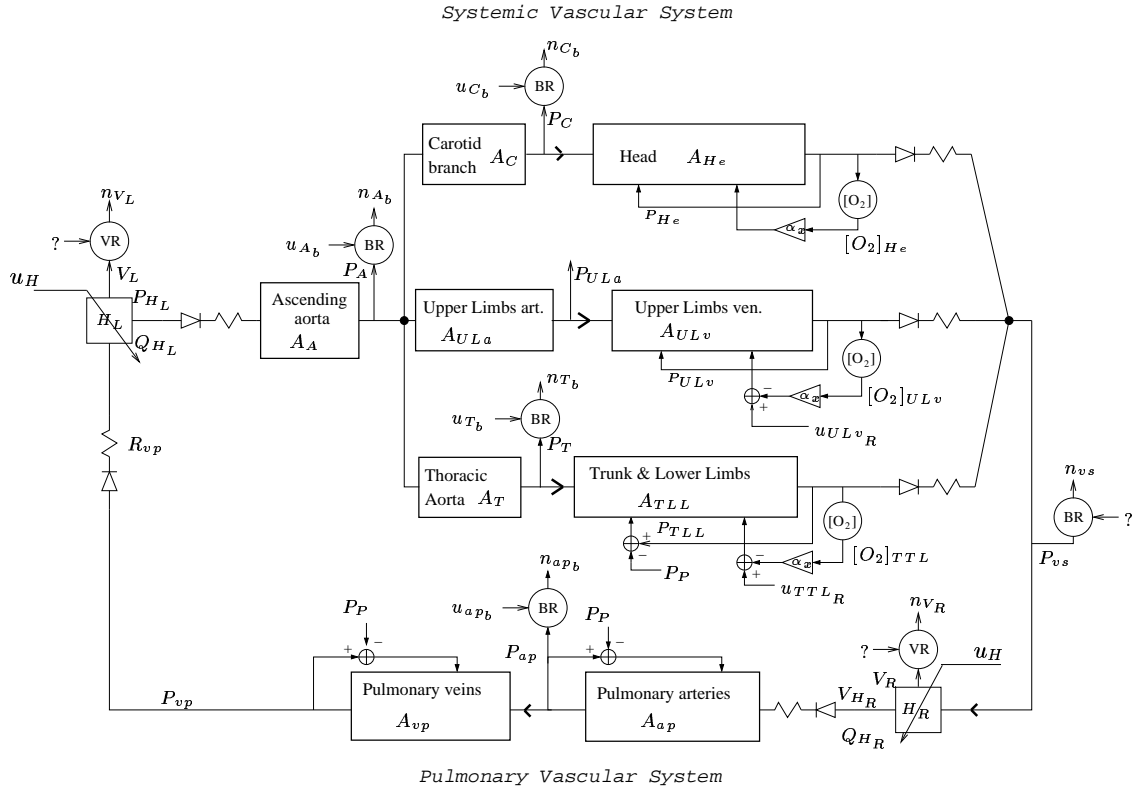 Systemic Vascular System
n_{C_b}
u_{C_b} BR
P_C
Carotid
branch A_C
Head A_{He}
n_{V_L}
n_{A_b}
P_{He}
[O_2]
α_x
[O_2]_{He}
? VR
u_{A_b} BR
V_L
P_A
P_{ULa}
u_H
P_{H_L}
H_L
Q_{H_L}
Ascending
aorta
A_A
Upper Limbs art.
A_{ULa}
Upper Limbs ven.
A_{ULv}
P_{ULv}
[O_2]
n_{T_b}
−
+
α_x
[O_2]_{ULv}
u_{T_b} BR
u_{ULv_R}
P_T
R_{vp}
Thoracic
Aorta A_T
Trunk & Lower Limbs
A_{TLL}
n_{vs}
BR ?
[O_2]
+
−
P_{TLL}
P_P
−
+
α_x
[O_2]_{TTL}
P_{vs}
u_{TTL_R}
n_{ap_b}
u_{ap_b} BR
n_{V_R}
P_P
+ −
P_{ap}
P_P
+ −
? VR
u_H
V_R
P_{vp}
Pulmonary veins
A_{vp}
Pulmonary arteries
A_{ap}
V_{H_R}
H_R
Q_{H_R}
Pulmonary Vascular System